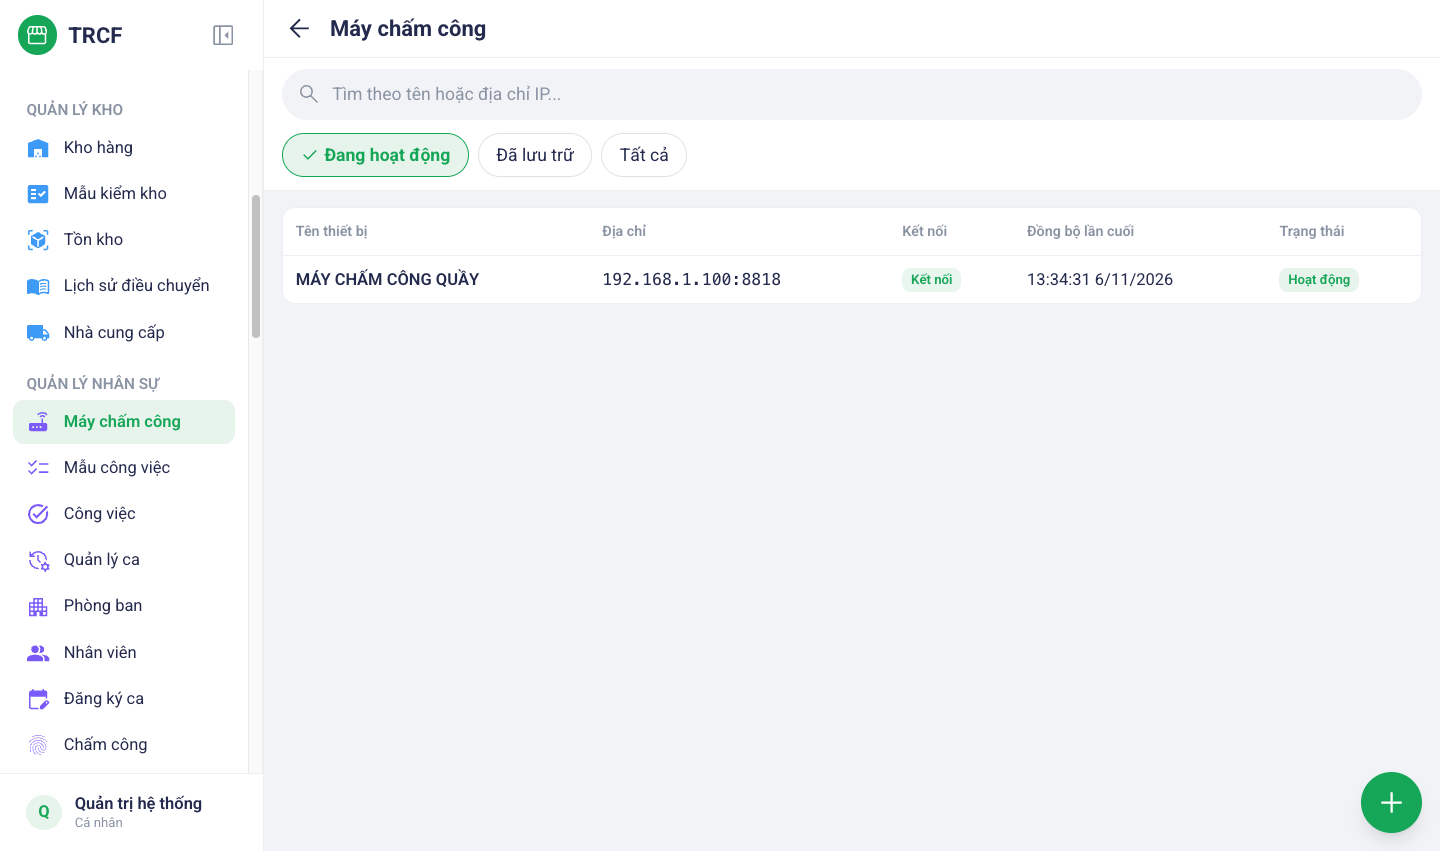 TRCF
QUẢN LÝ KHO
Kho hàng
Mẫu kiểm kho
Tồn kho
Lịch sử điều chuyển
Nhà cung cấp
QUẢN LÝ NHÂN SỰ
Máy chấm công
Mẫu công việc
Công việc
Quản lý ca
Phòng ban
Nhân viên
Đăng ký ca
Chấm công
Q
Quản trị hệ thống
Cá nhân
Máy chấm công
Tìm theo tên hoặc địa chỉ IP...
Đang hoạt động Đã lưu trữ Tất cả
Tên thiết bị Địa chỉ Kết nối Đồng bộ lần cuối Trạng thái
MÁY CHẤM CÔNG QUẦY 192.168.1.100:8818 Kết nối 13:34:31 6/11/2026 Hoạt động